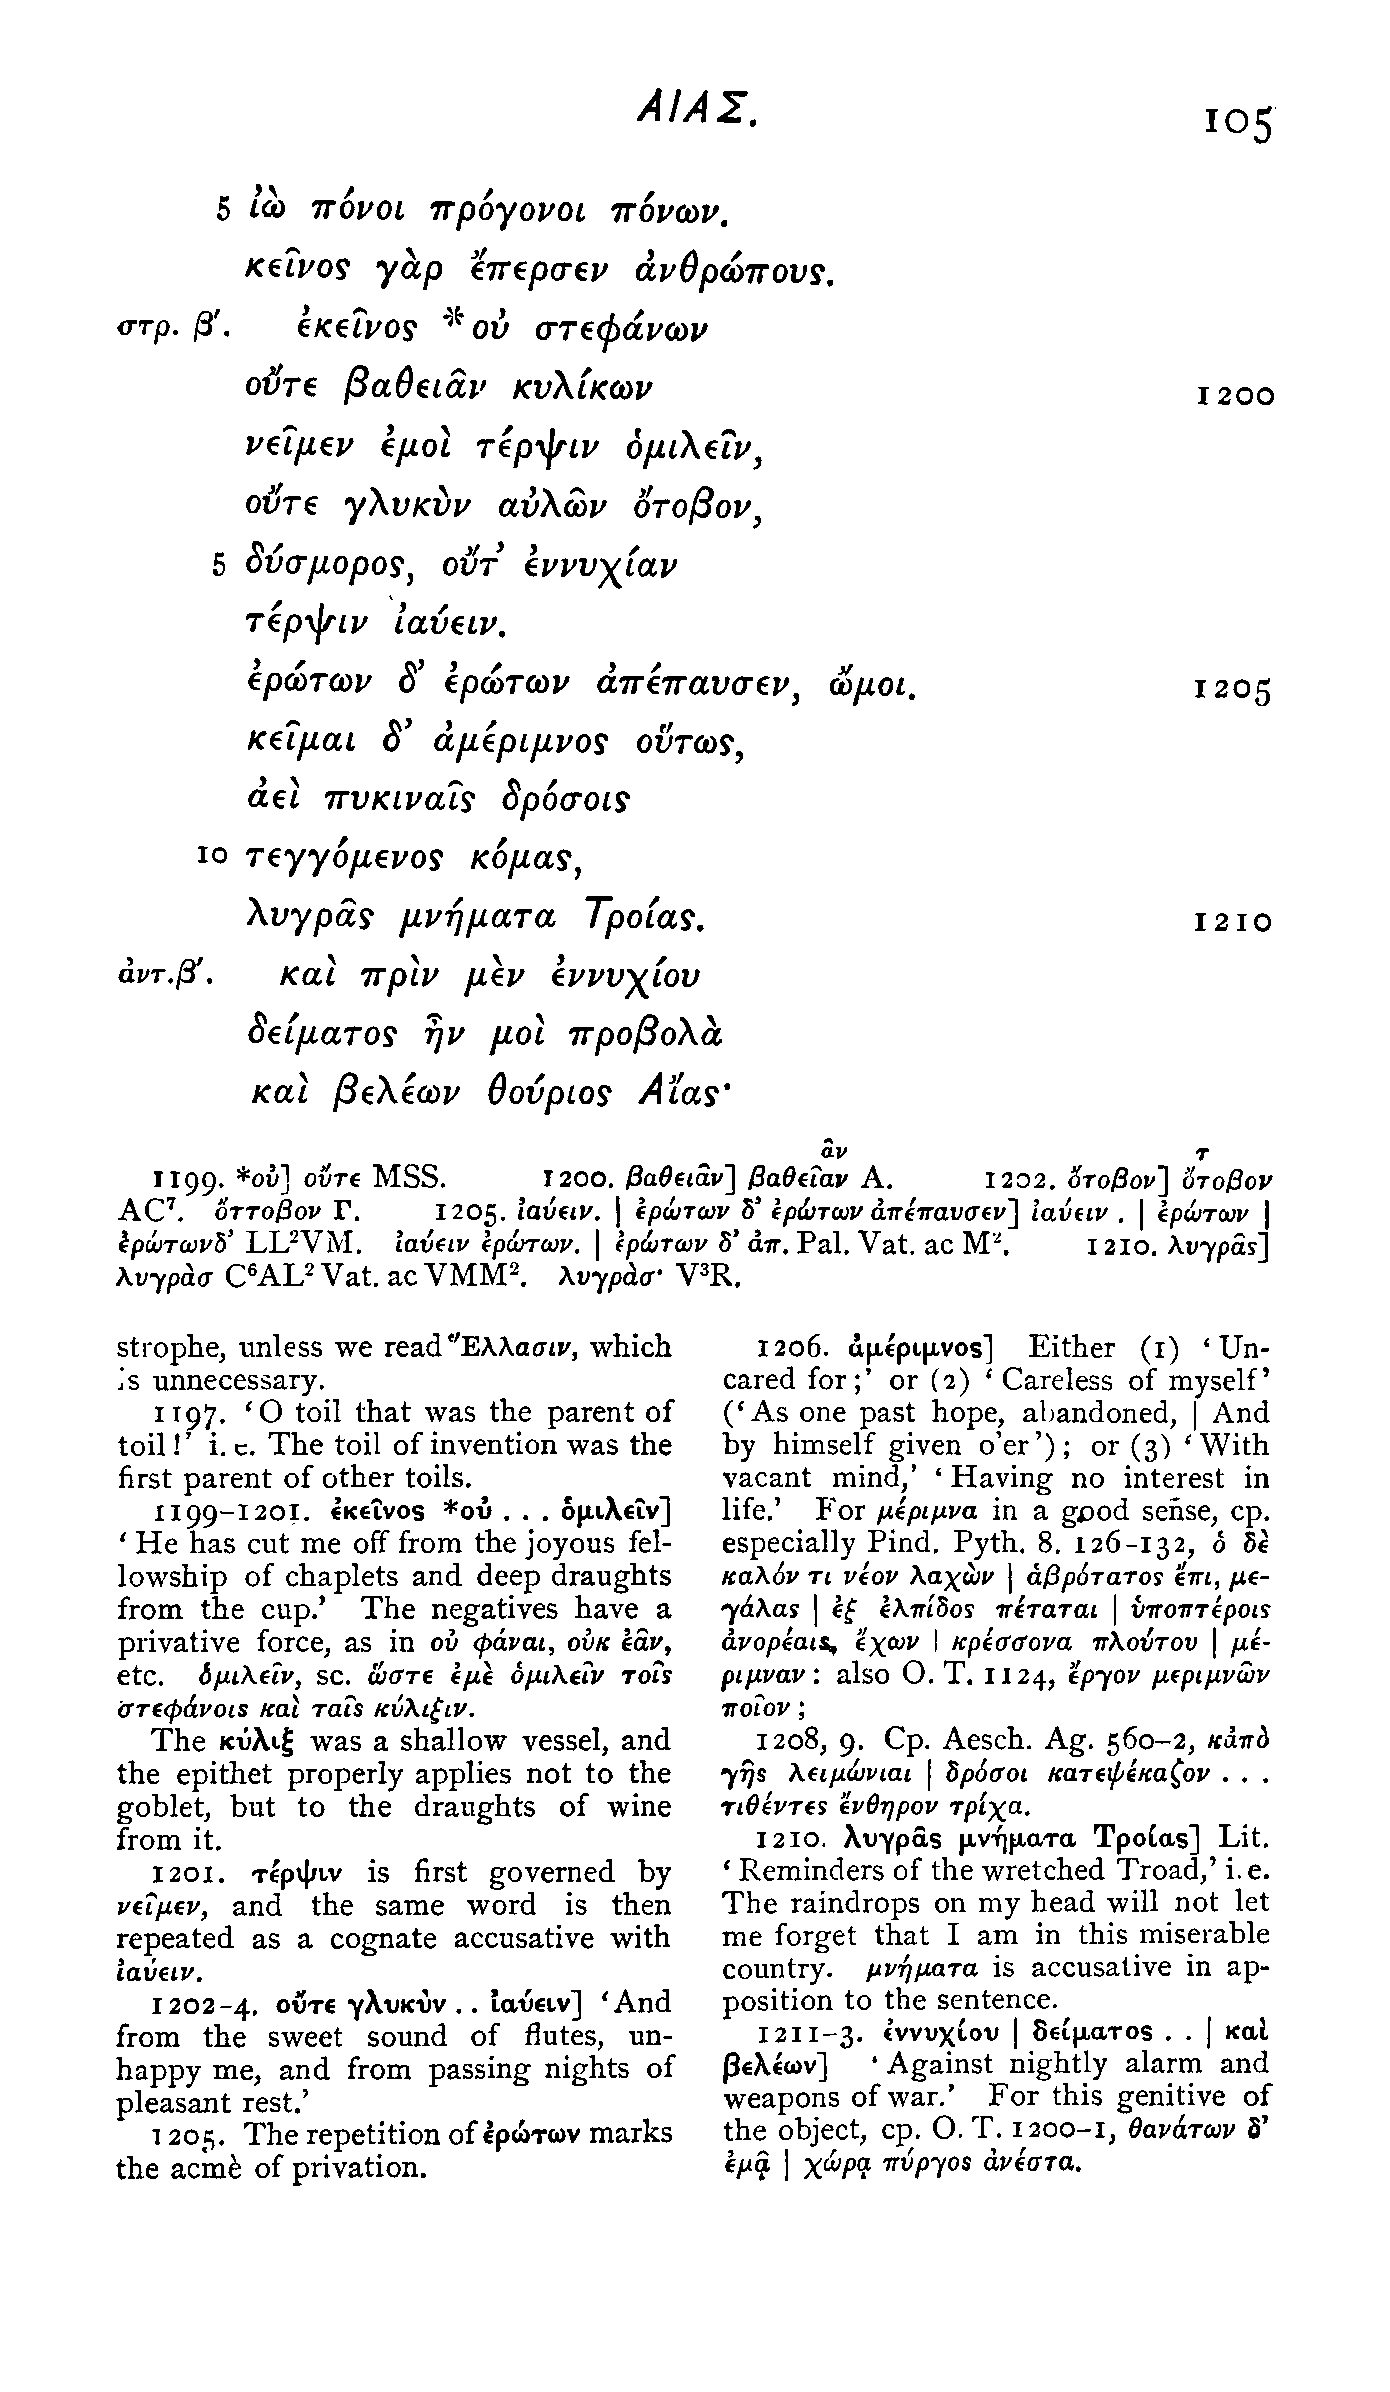 ΑΙΑΣ.
105
5 ἰὼ πόνοι πρόγονοι πόνων.
κεῖνος γὰρ ἔπερσεν ἀνθρώπους.
στρ. β΄. ἐκεῖνος *οὐ στεφάνων
οὔτε βαθειᾶν κυλίκων 1200
νεῖμεν ἐμοὶ τέρψιν ὁμιλεῖν,
οὔτε γλυκὺν αὐλῶν ὄτοβον,
5 δύσμορος, οὔτ᾽ ἐννυχίαν
τέρψιν ἰαύειν.
ἐρώτων δ᾽ ἐρώτων ἀπέπαυσεν, ὤμοι. 1205
κεῖμαι δ᾽ ἀμέριμνος οὕτως,
ἀεὶ πυκιναῖς δρόσοις
10 τεγγόμενος κόμας,
λυγρᾶς μνήματα Τροίας. 1210
ἀντ.β΄. καὶ πρὶν μὲν ἐννυχίου
δείματος ἦν μοὶ προβολὰ
καὶ βελέων θούριος Αἴας·
ᾶν τ
1199. *οὐ] οὔτε MSS. 1200. βαθειᾶν] βαθεῖαν A. 1202. ὄτοβον] ὅτοβον
AC⁷. ὅττοβον Γ. 1205. ἰαύειν. | ἐρώτων δ᾽ ἐρώτων ἀπέπαυσεν] ἰαύειν . | ἐρώτων |
ἐρώτωνδ᾽ LL²VM. ἰαύειν ἐρώτων. | ἐρώτων δ᾽ ἀπ. Pal. Vat. ac M². 1210. λυγρᾶς]
λυγρὰσ C⁶AL² Vat. ac VMM². λυγρὰσ· V³R.
strophe, unless we read Ἕλλασιν, which
is unnecessary.
1197. ‘O toil that was the parent of
toil!’ i. e. The toil of invention was the
first parent of other toils.
1199-1201. ἐκεῖνος *οὐ . . . ὁμιλεῖν]
‘He has cut me off from the joyous fel-
lowship of chaplets and deep draughts
from the cup.’ The negatives have a
privative force, as in οὐ φάναι, οὐκ ἐᾶν,
etc. ὁμιλεῖν, sc. ὥστε ἐμὲ ὁμιλεῖν τοῖς
στεφάνοις καὶ ταῖς κύλιξιν.
The κύλιξ was a shallow vessel, and
the epithet properly applies not to the
goblet, but to the draughts of wine
from it.
1201. τέρψιν is first governed by
νεῖμεν, and the same word is then
repeated as a cognate accusative with
ἰαύειν.
1202-4. οὔτε γλυκὺν . . ἰαύειν] ‘And
from the sweet sound of flutes, un-
happy me, and from passing nights of
pleasant rest.’
1205. The repetition of ἐρώτων marks
the acmè of privation.
1206. ἀμέριμνος] Either (1) ‘Un-
cared for;’ or (2) ‘Careless of myself’
(‘As one past hope, abandoned, | And
by himself given o’er’); or (3) ‘With
vacant mind,’ ‘Having no interest in
life.’ For μέριμνα in a good sense, cp.
especially Pind. Pyth. 8. 126-132, ὁ δὲ
καλόν τι νέον λαχὼν | ἁβρότατος ἔπι, με-
γάλας | ἐξ ἐλπίδος πέταται | ὑποπτέροις
ἀνορέαις, ἔχων | κρέσσονα πλούτου | μέ-
ριμναν: also O. T. 1124, ἔργον μεριμνῶν
ποῖον;
1208, 9. Cp. Aesch. Ag. 560-2, κἀπὸ
γῆς λειμώνιαι | δρόσοι κατεψέκαζον . . .
τιθέντες ἔνθηρον τρίχα.
1210. λυγρᾶς μνήματα Τροίας] Lit.
‘Reminders of the wretched Troad,’ i. e.
The raindrops on my head will not let
me forget that I am in this miserable
country. μνήματα is accusative in ap-
position to the sentence.
1211-3. ἐννυχίου | δείματος . . | καὶ
βελέων] ‘Against nightly alarm and
weapons of war.’ For this genitive of
the object, cp. O. T. 1200-1, θανάτων δ᾽
ἐμᾷ | χώρᾳ πύργος ἀνέστα.